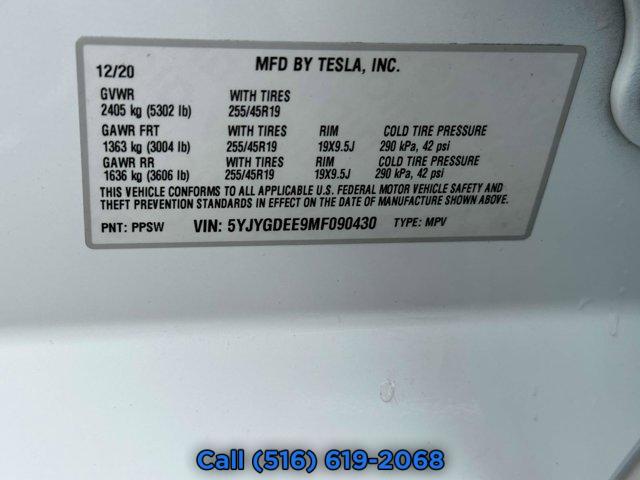 12/20 MFD BY TESLA, INC.
GVWR WITH TIRES
2405 kg (5302 lb) 255/45R19
GAWR FRT WITH TIRES RIM COLD TIRE PRESSURE
1363 kg (3004 lb) 255/45R19 19X9.5J 290 kPa, 42 psi
GAWR RR WITH TIRES RIM COLD TIRE PRESSURE
1636 kg (3606 lb) 255/45R19 19X9.5J 290 kPa, 42 psi
THIS VEHICLE CONFORMS TO ALL APPLICABLE U.S. FEDERAL MOTOR VEHICLE SAFETY AND
THEFT PREVENTION STANDARDS IN EFFECT ON THE DATE OF MANUFACTURE SHOWN ABOVE.
PNT: PPSW VIN: 5YJYGDEE9MF090430 TYPE: MPV
Call (516) 619-2068